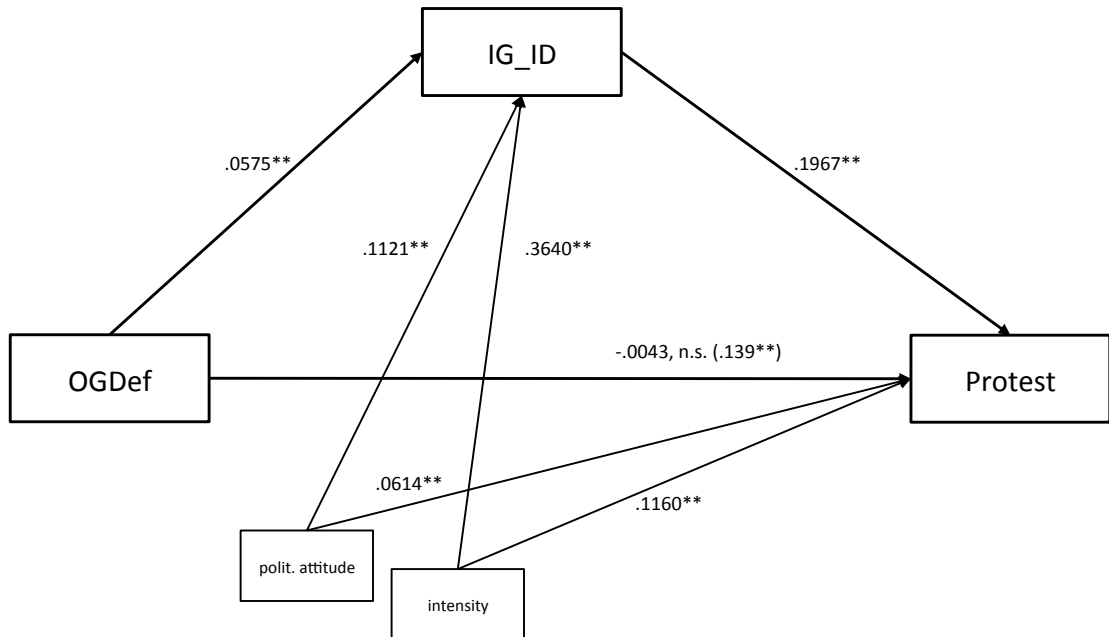 IG_ID
.0575**
.1967**
.1121**
.3640**
-.0043, n.s. (.139**)
OGDef
Protest
.0614**
.1160**
polit. attitude
intensity